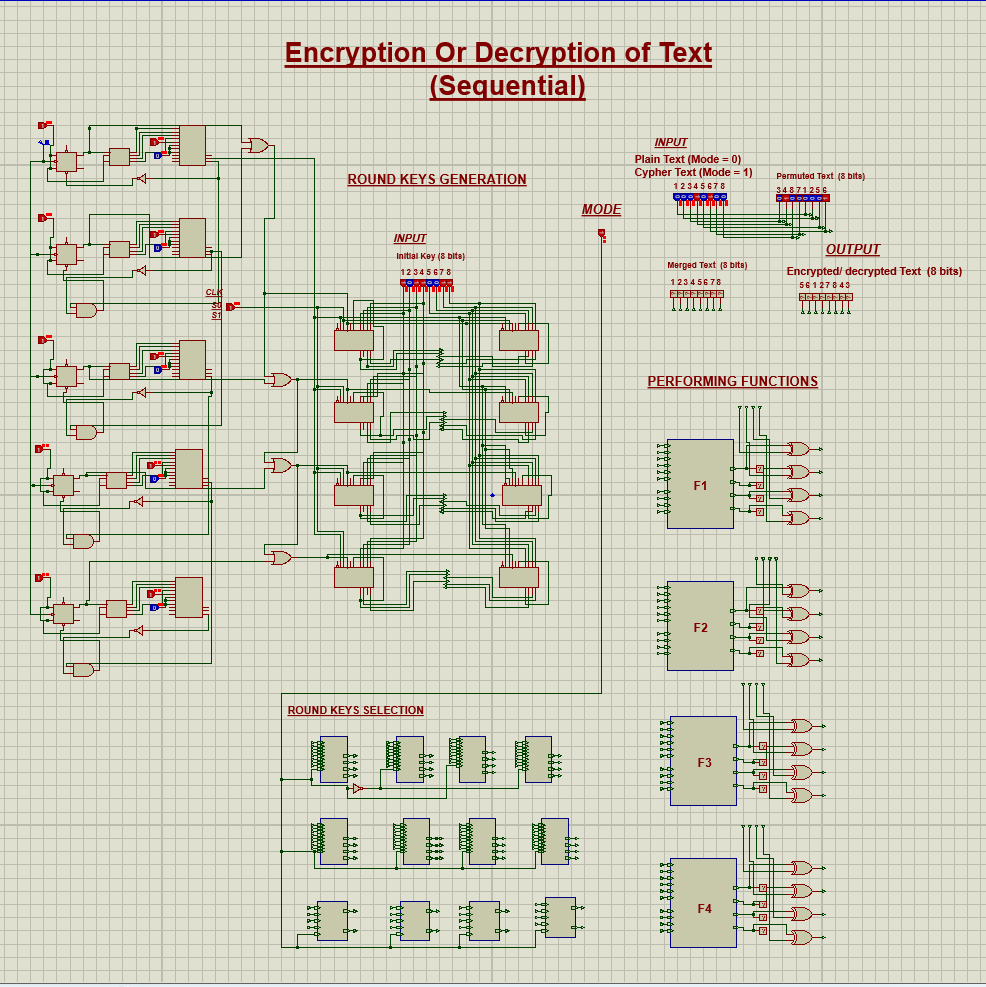 Encryption Or Decryption of Text
(Sequential)
INPUT
Plain Text (Mode = 0)
Cypher Text (Mode = 1)
1 2 3 4 5 6 7 8
Permuted Text (8 bits)
3 4 8 7 1 2 5 6
ROUND KEYS GENERATION
MODE
INPUT
Initial Key (8 bits)
1 2 3 4 5 6 7 8
OUTPUT
Merged Text (8 bits)
1 2 3 4 5 6 7 8
Encrypted/ decrypted Text (8 bits)
5 6 1 2 7 8 4 3
CLK
S0
S1
PERFORMING FUNCTIONS
F1
F2
F3
F4
ROUND KEYS SELECTION